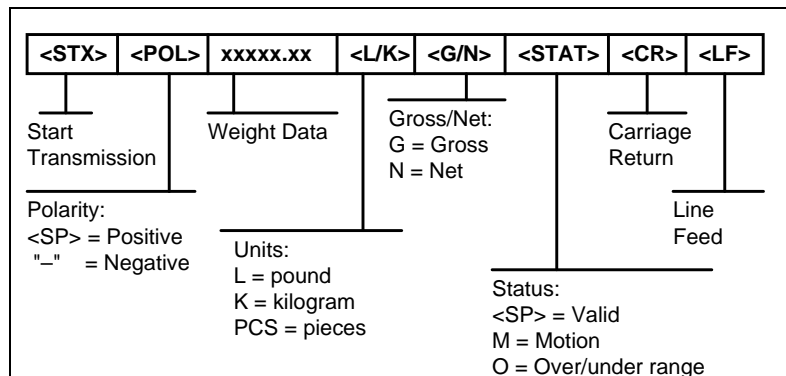 <STX> <POL> xxxxx.xx <L/K> <G/N> <STAT> <CR> <LF>
Start
Transmission
Polarity:
<SP> = Positive
"–" = Negative
Weight Data
Units:
L = pound
K = kilogram
PCS = pieces
Gross/Net:
G = Gross
N = Net
Status:
<SP> = Valid
M = Motion
O = Over/under range
Carriage
Return
Line
Feed